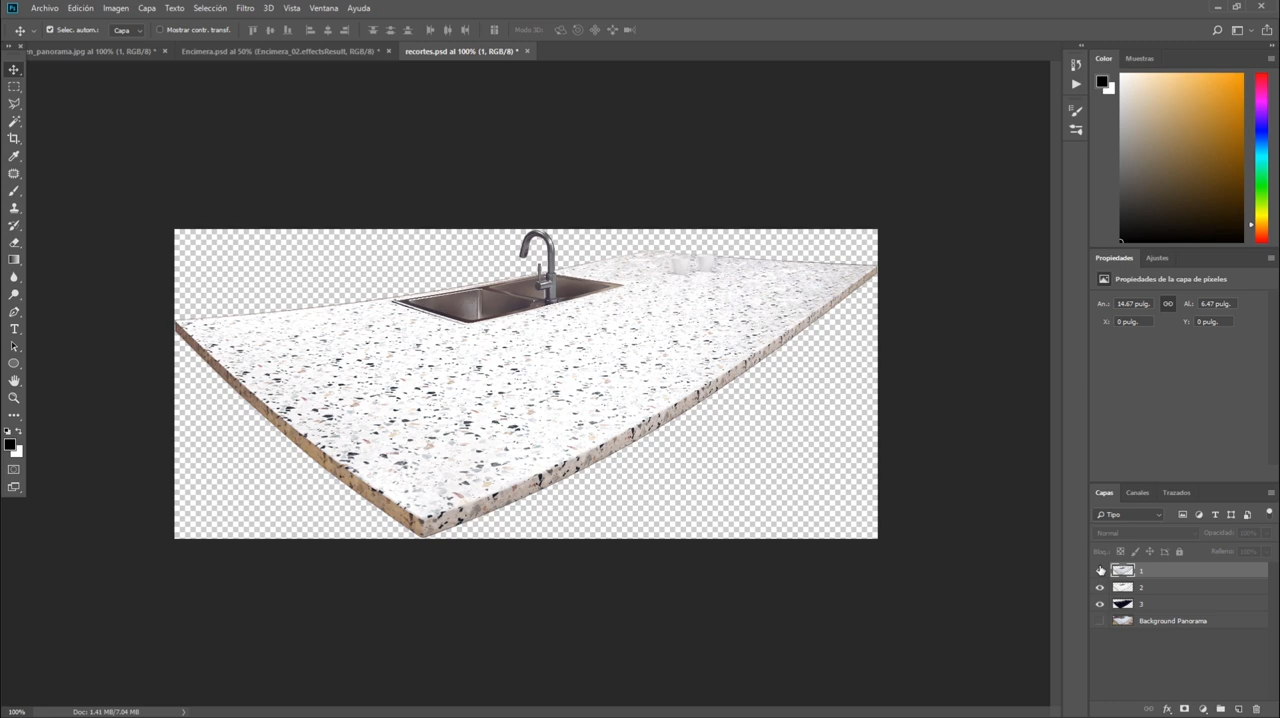 Ps Archivo Edición Imagen Capa Texto Selección Filtro 3D Vista Ventana Ayuda
Selec. autom.: Capa Mostrar contr. transf. Modo 3D:
en_panorama.jpg al 100% (1, RGB/8) * × Encimera.psd al 50% (Encimera_02.effectsResult, RGB/8) * × recortes.psd al 100% (1, RGB/8) * ×
Color Muestras
Propiedades Ajustes
Propiedades de la capa de píxeles
An.: 14.67 pulg. Al.: 6.47 pulg.
X: 0 pulg. Y: 0 pulg.
Capas Canales Trazados
Tipo
Normal Opacidad: 100%
Bloq.: Relleno: 100%
1
2
3
Background Panorama
100% Doc: 1.41 MB/7.04 MB